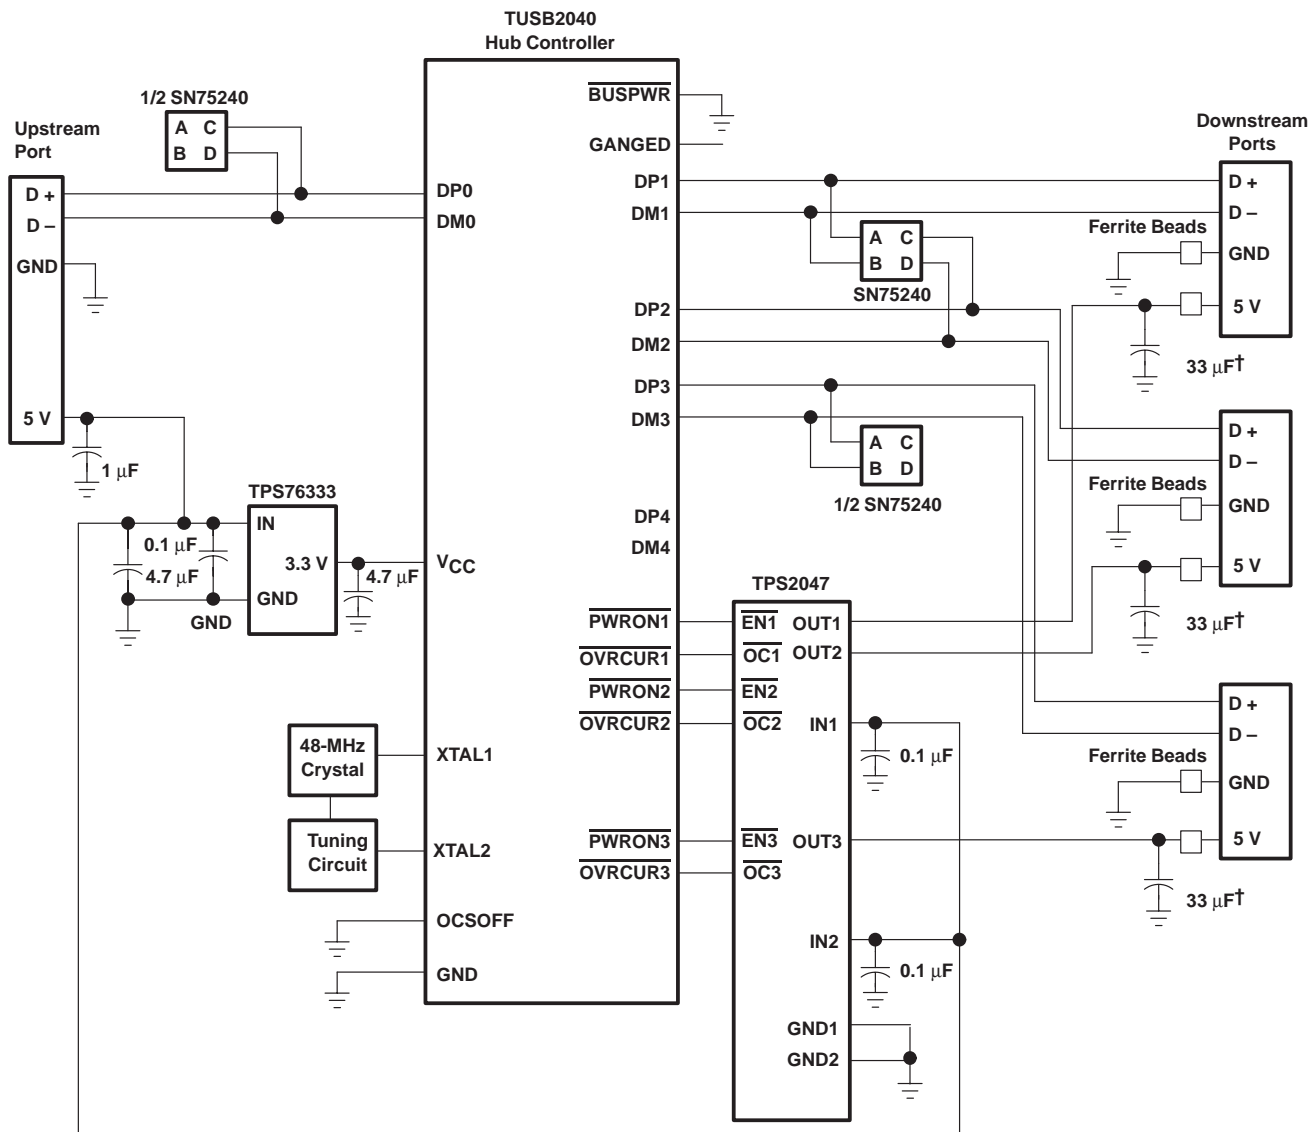 TUSB2040
Hub Controller
1/2 SN75240
A C
B D
Upstream
Port
D +
D –
GND
5 V
1 μF
TPS76333
IN
3.3 V
GND
0.1 μF
4.7 μF
GND
4.7 μF
48-MHz
Crystal
Tuning
Circuit
DP0
DM0
VCC
XTAL1
XTAL2
OCSOFF
GND
BUSPWR
GANGED
DP1
DM1
DP2
DM2
DP3
DM3
DP4
DM4
PWRON1
OVRCUR1
PWRON2
OVRCUR2
PWRON3
OVRCUR3
A C
B D
SN75240
A C
B D
1/2 SN75240
TPS2047
EN1 OUT1
OC1 OUT2
EN2
OC2 IN1
EN3 OUT3
OC3
IN2
GND1
GND2
0.1 μF
0.1 μF
Downstream
Ports
D +
D –
Ferrite Beads
GND
5 V
33 μF†
D +
D –
Ferrite Beads
GND
5 V
33 μF†
D +
D –
Ferrite Beads
GND
5 V
33 μF†